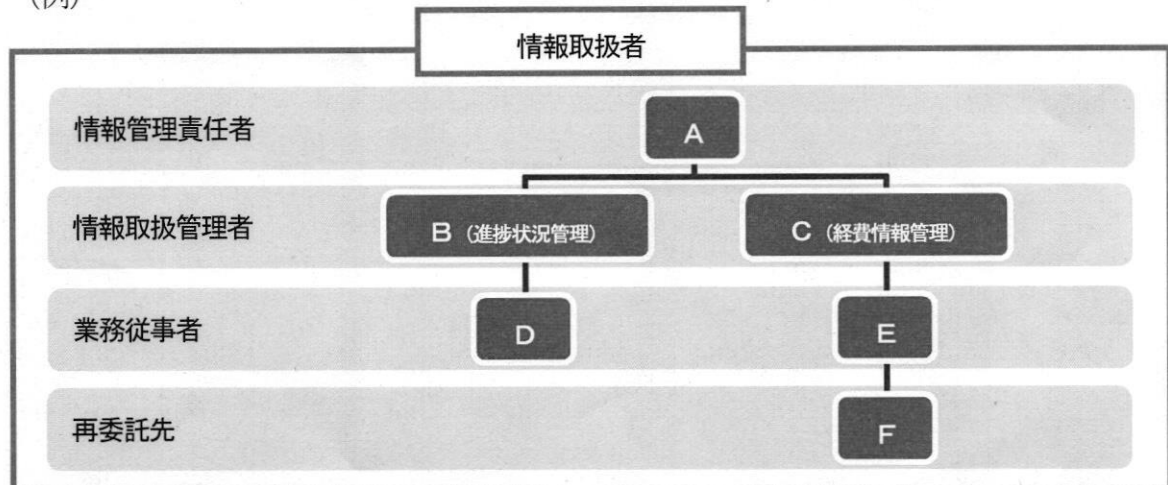 （例）
情報取扱者
情報管理責任者
A
情報取扱管理者
B（進捗状況管理）
C（経費情報管理）
業務従事者
D
E
再委託先
F